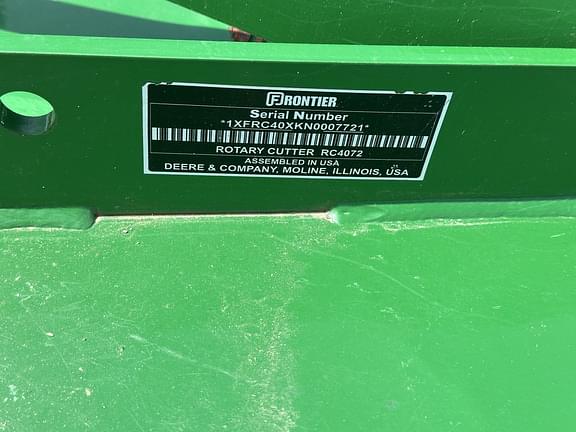 FRONTIER
Serial Number
*1XFRC40XKN0007721*
ROTARY CUTTER RC4072
ASSEMBLED IN USA
DEERE & COMPANY, MOLINE, ILLINOIS, USA